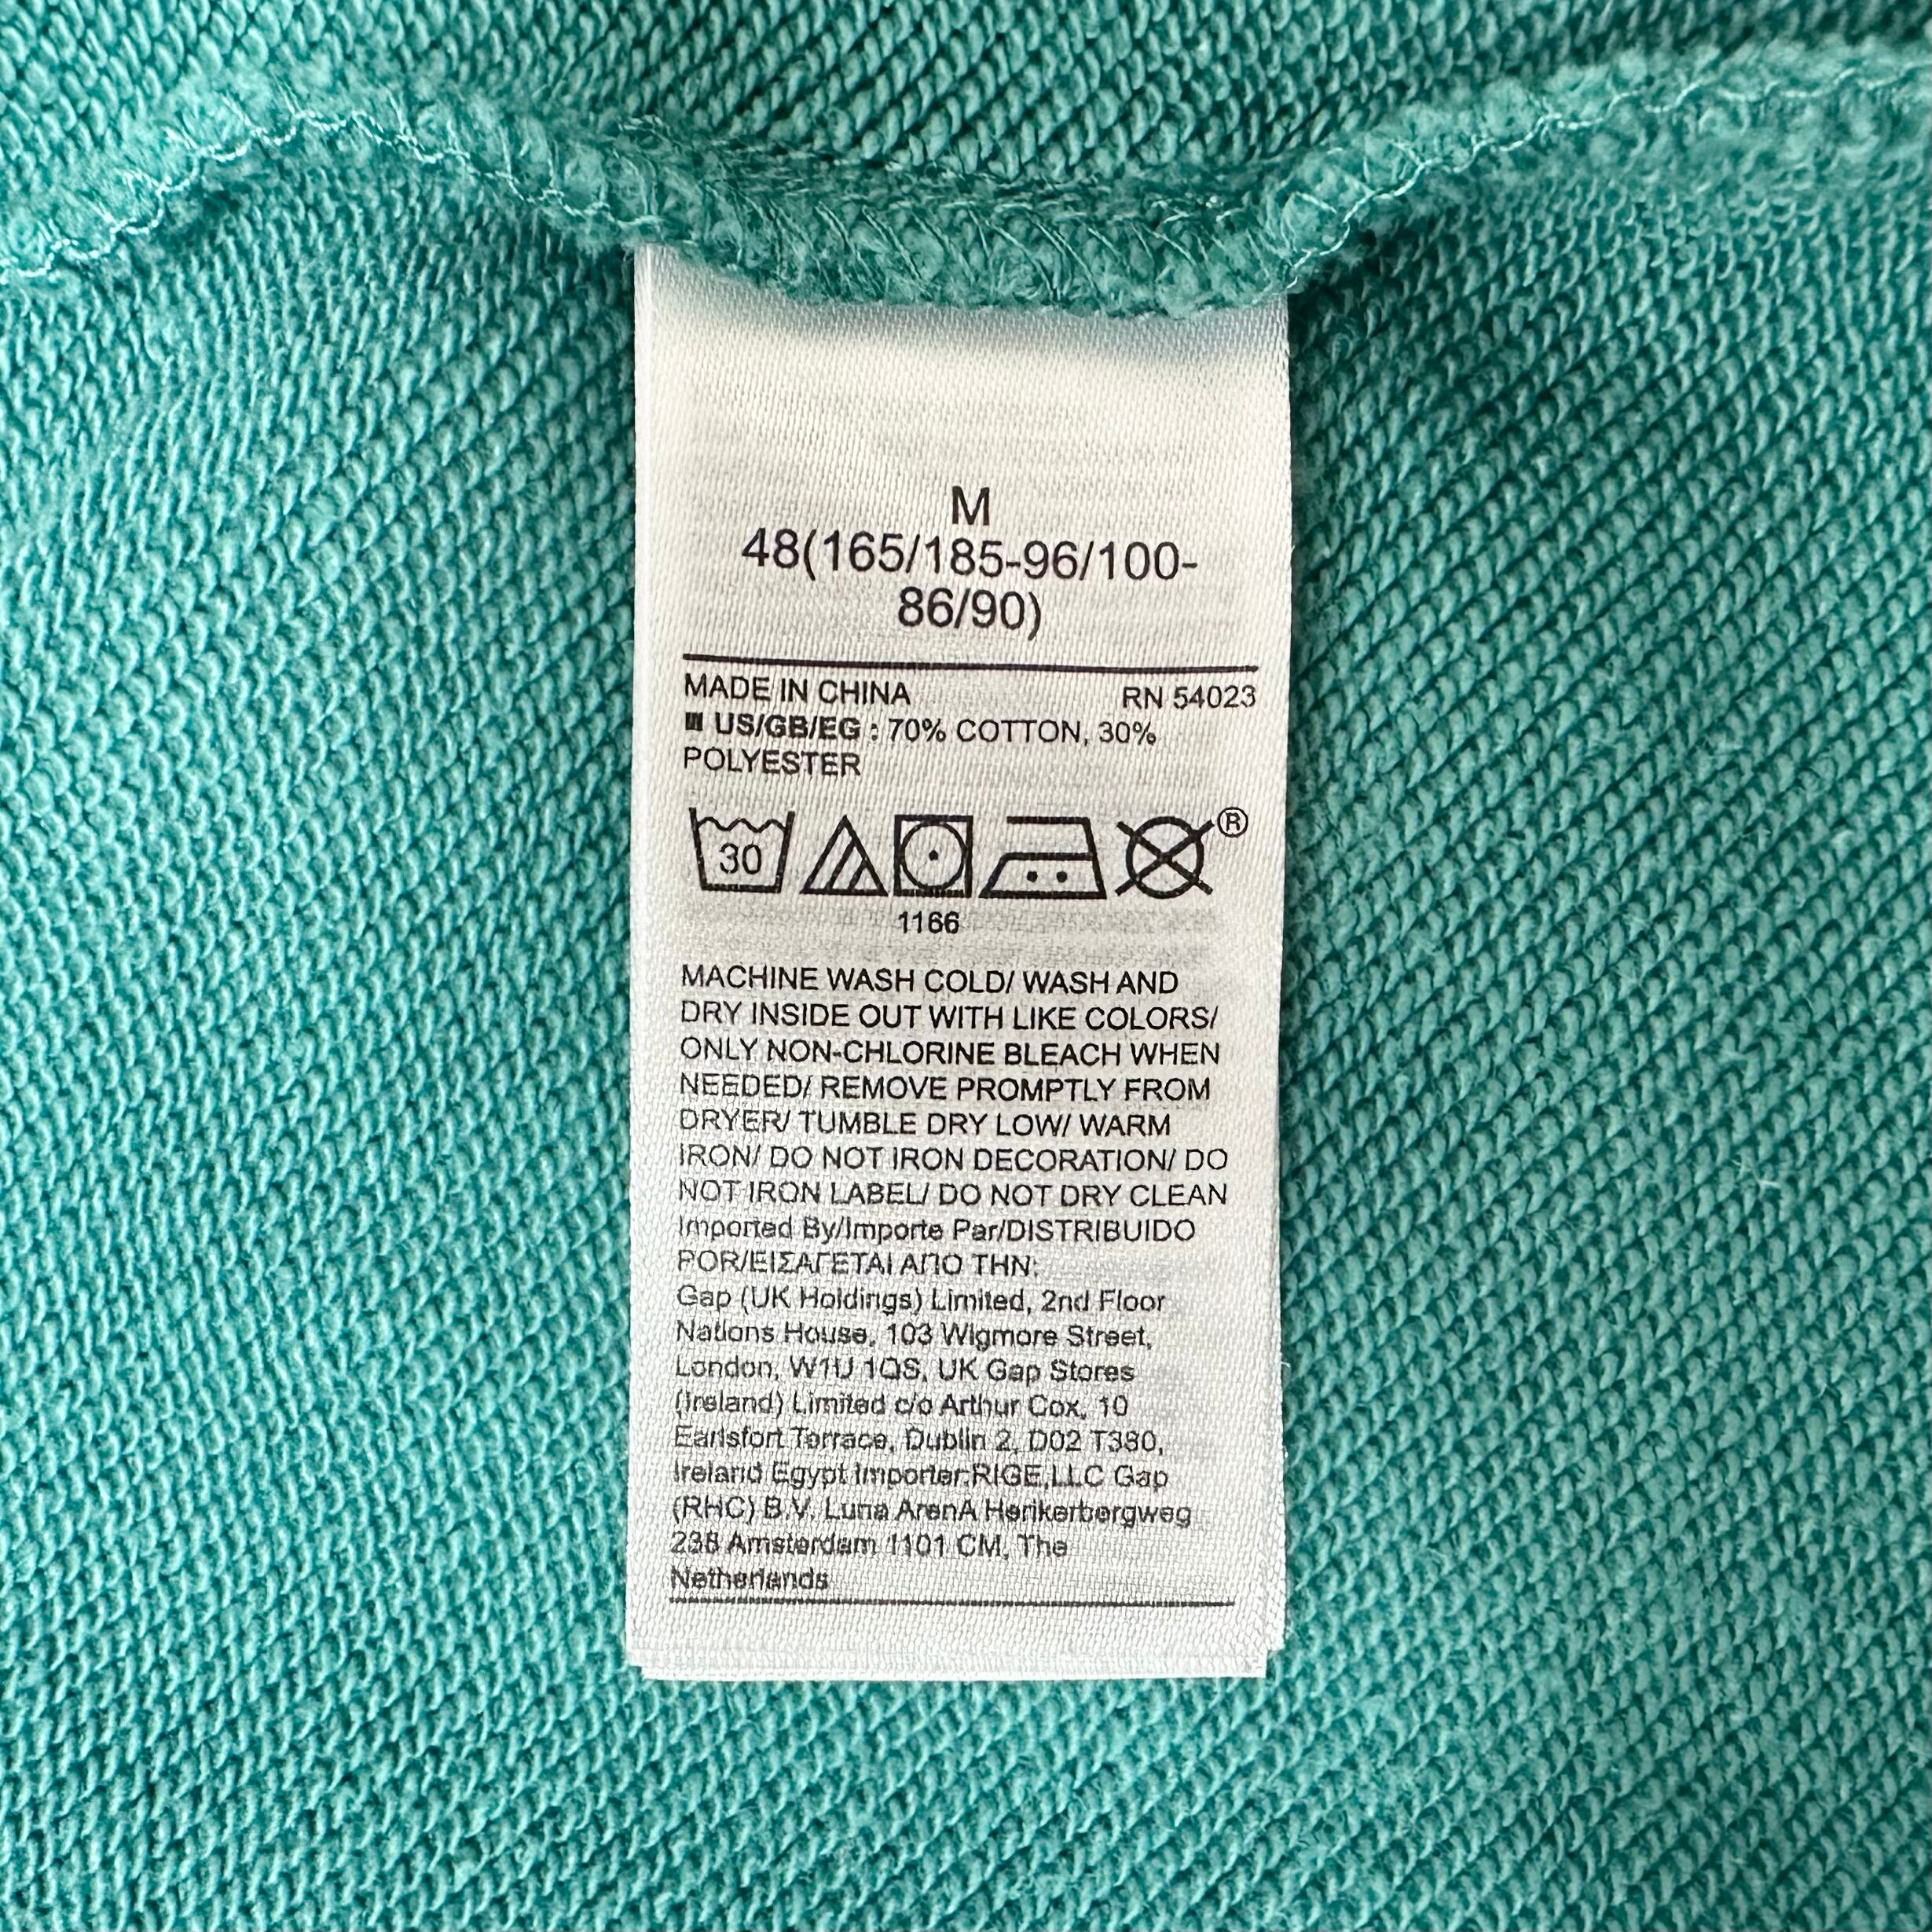 M
48(165/185-96/100-
86/90)
MADE IN CHINA RN 54023
US/GB/EG : 70% COTTON, 30%
POLYESTER
30
®
1166
MACHINE WASH COLD/ WASH AND
DRY INSIDE OUT WITH LIKE COLORS/
ONLY NON-CHLORINE BLEACH WHEN
NEEDED/ REMOVE PROMPTLY FROM
DRYER/ TUMBLE DRY LOW/ WARM
IRON/ DO NOT IRON DECORATION/ DO
NOT IRON LABEL/ DO NOT DRY CLEAN
Imported By/Importe Par/DISTRIBUIDO
POR/ΕΙΣΑΓΕΤΑΙ ΑΠΟ ΤΗΝ:
Gap (UK Holdings) Limited, 2nd Floor
Nations House, 103 Wigmore Street,
London, W1U 1QS, UK Gap Stores
(Ireland) Limited c/o Arthur Cox, 10
Earlsfort Terrace, Dublin 2, D02 T380,
Ireland Egypt Importer:RIGE,LLC Gap
(RHC) B.V. Luna ArenA Herikerbergweg
238 Amsterdam 1101 CM, The
Netherlands